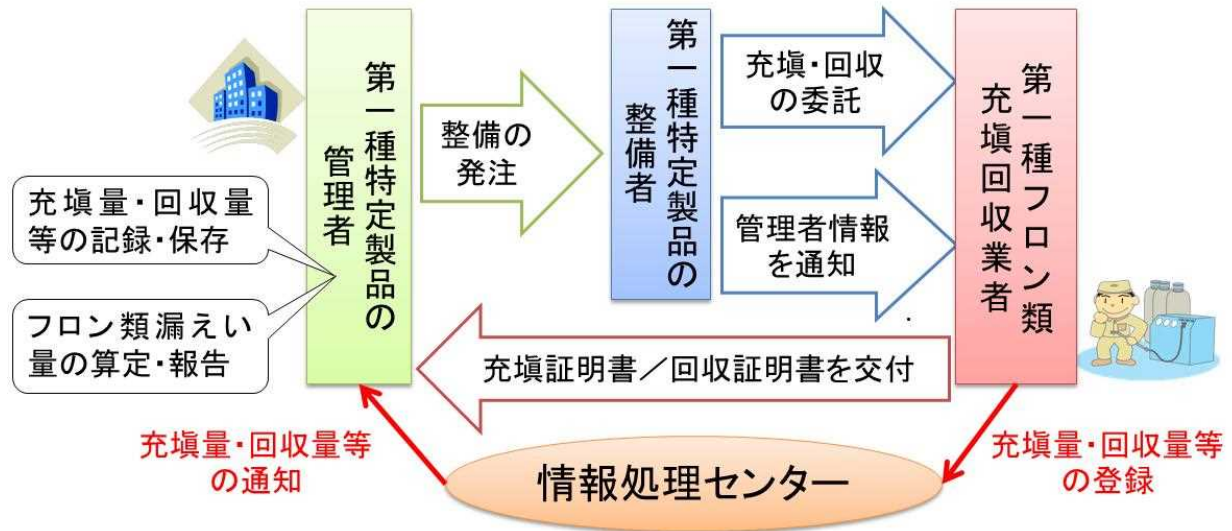 第一種特定製品の
管理者
充塡量・回収量
等の記録・保存
フロン類漏えい
量の算定・報告
整備の
発注
第一種特定製品の
整備者
充塡・回収
の委託
管理者情報
を通知
第一種フロン類
充塡回収業者
充塡証明書／回収証明書を交付
充塡量・回収量等
の通知
情報処理センター
充塡量・回収量等
の登録